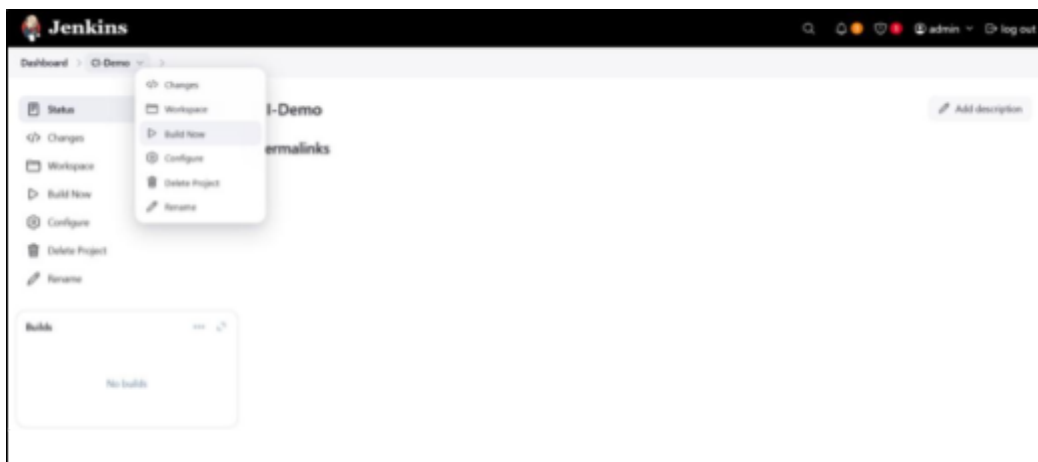 Jenkins
admin log out
Dashboard CI-Demo
Changes
Workspace
Build Now
Configure
Delete Project
Rename
Status
Changes
Workspace
Build Now
Configure
Delete Project
Rename
I-Demo
Add description
ermalinks
Builds
No builds